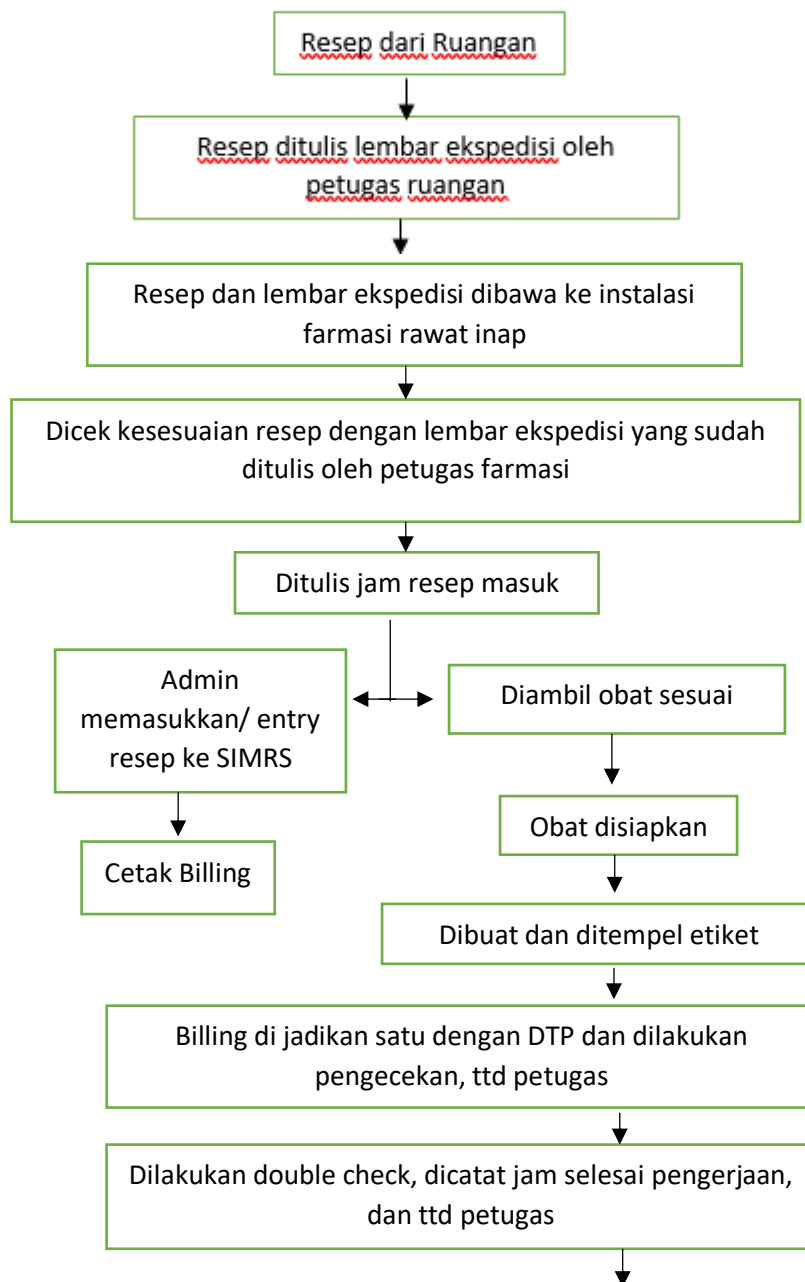 Resep dari Ruangan
Resep ditulis lembar ekspedisi oleh
petugas ruangan
Resep dan lembar ekspedisi dibawa ke instalasi
farmasi rawat inap
Dicek kesesuaian resep dengan lembar ekspedisi yang sudah
ditulis oleh petugas farmasi
Ditulis jam resep masuk
Admin
memasukkan/ entry
resep ke SIMRS
Diambil obat sesuai
Obat disiapkan
Cetak Billing
Dibuat dan ditempel etiket
Billing di jadikan satu dengan DTP dan dilakukan
pengecekan, ttd petugas
Dilakukan double check, dicatat jam selesai pengerjaan,
dan ttd petugas